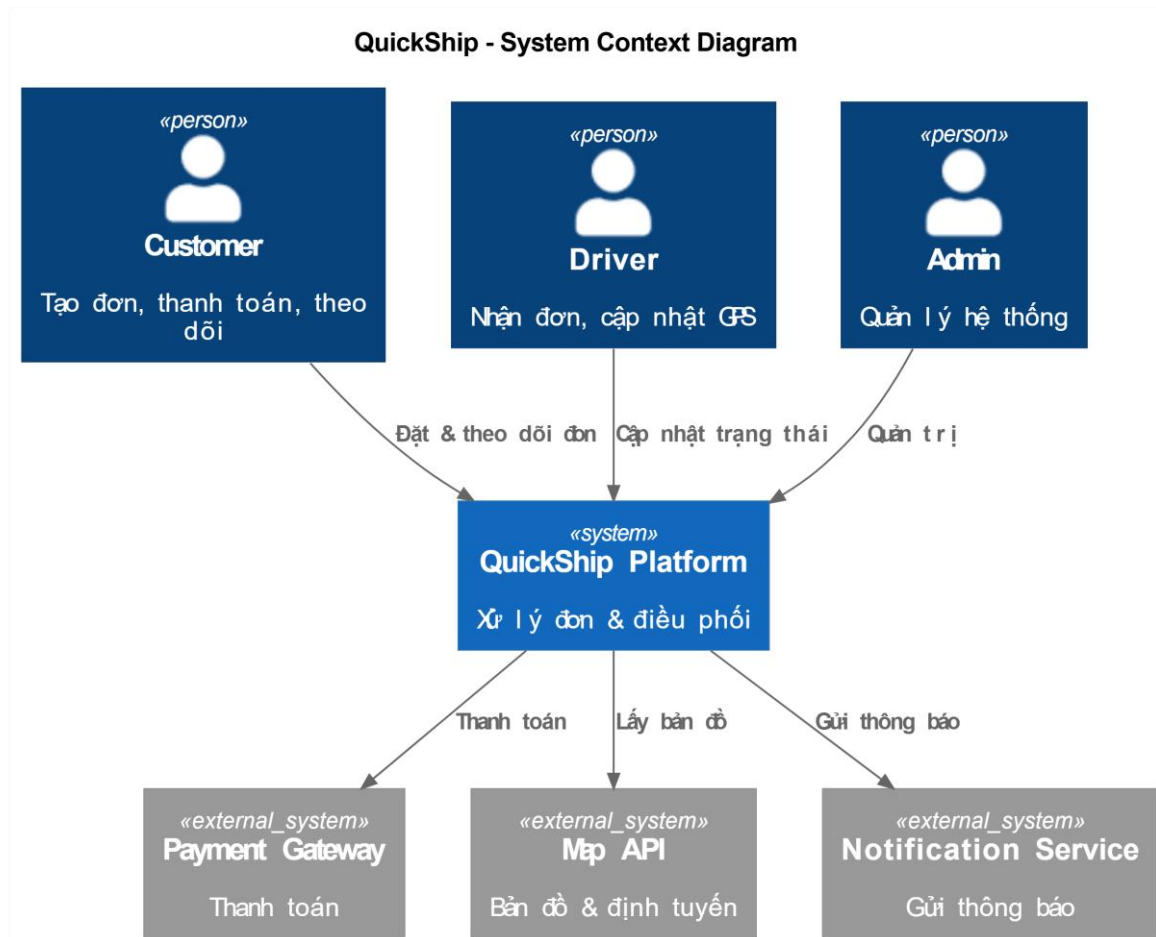 QuickShip - System Context Diagram
«person»
Customer
Tạo đơn, thanh toán, theo
dõi
«person»
Driver
Nhận đơn, cập nhật GPS
«person»
Admin
Quản lý hệ thống
Đặt & theo dõi đơn
Cập nhật trạng thái
Quản trị
«system»
QuickShip Platform
Xử lý đơn & điều phối
Thanh toán
Lấy bản đồ
Gửi thông báo
«external_system»
Payment Gateway
Thanh toán
«external_system»
Map API
Bản đồ & định tuyến
«external_system»
Notification Service
Gửi thông báo